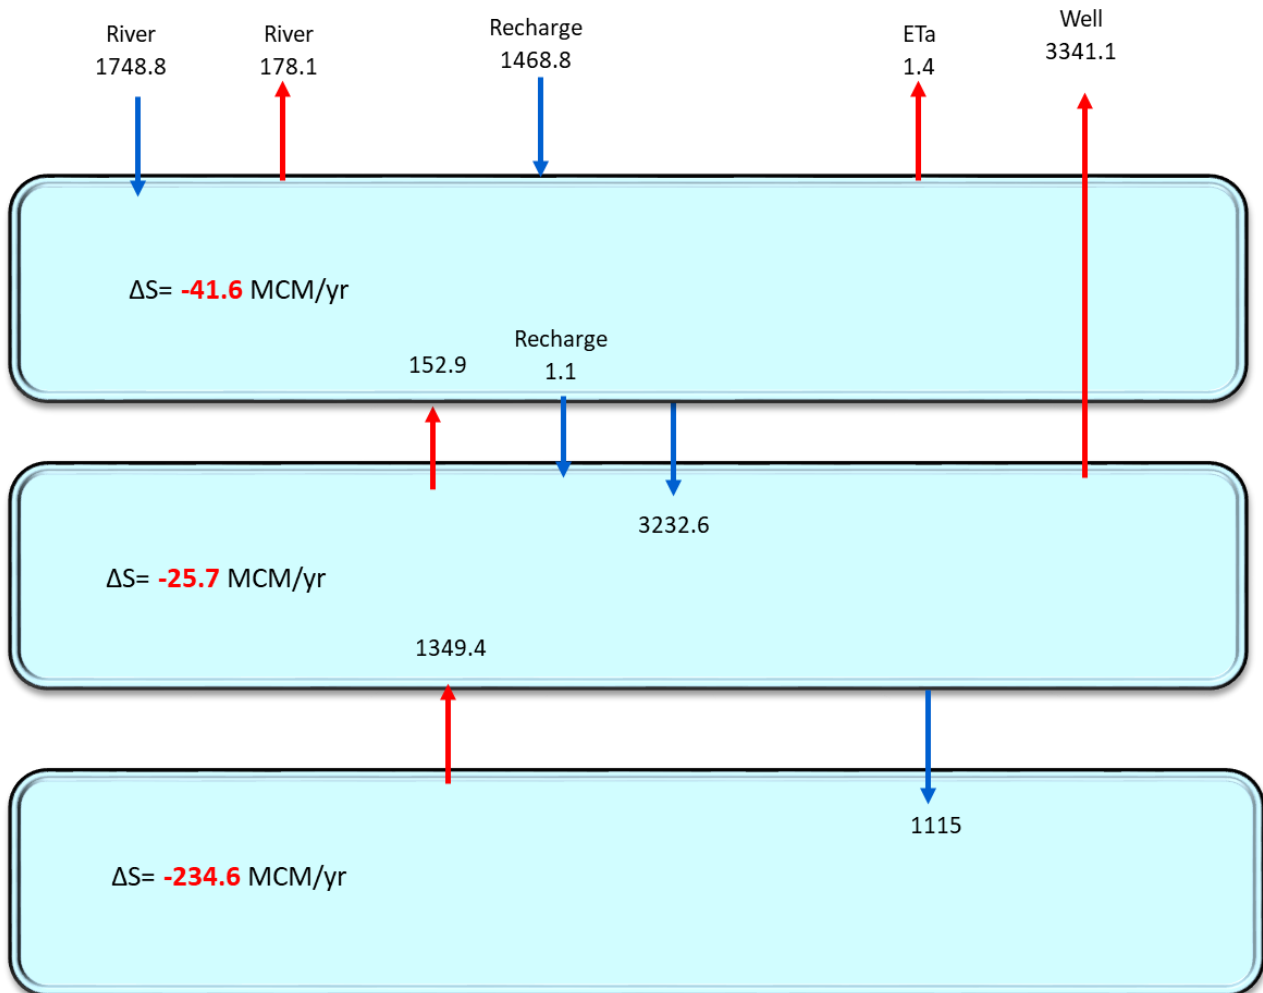 River
1748.8
River
178.1
Recharge
1468.8
ETa
1.4
Well
3341.1
ΔS= -41.6 MCM/yr
152.9
Recharge
1.1
3232.6
ΔS= -25.7 MCM/yr
1349.4
1115
ΔS= -234.6 MCM/yr